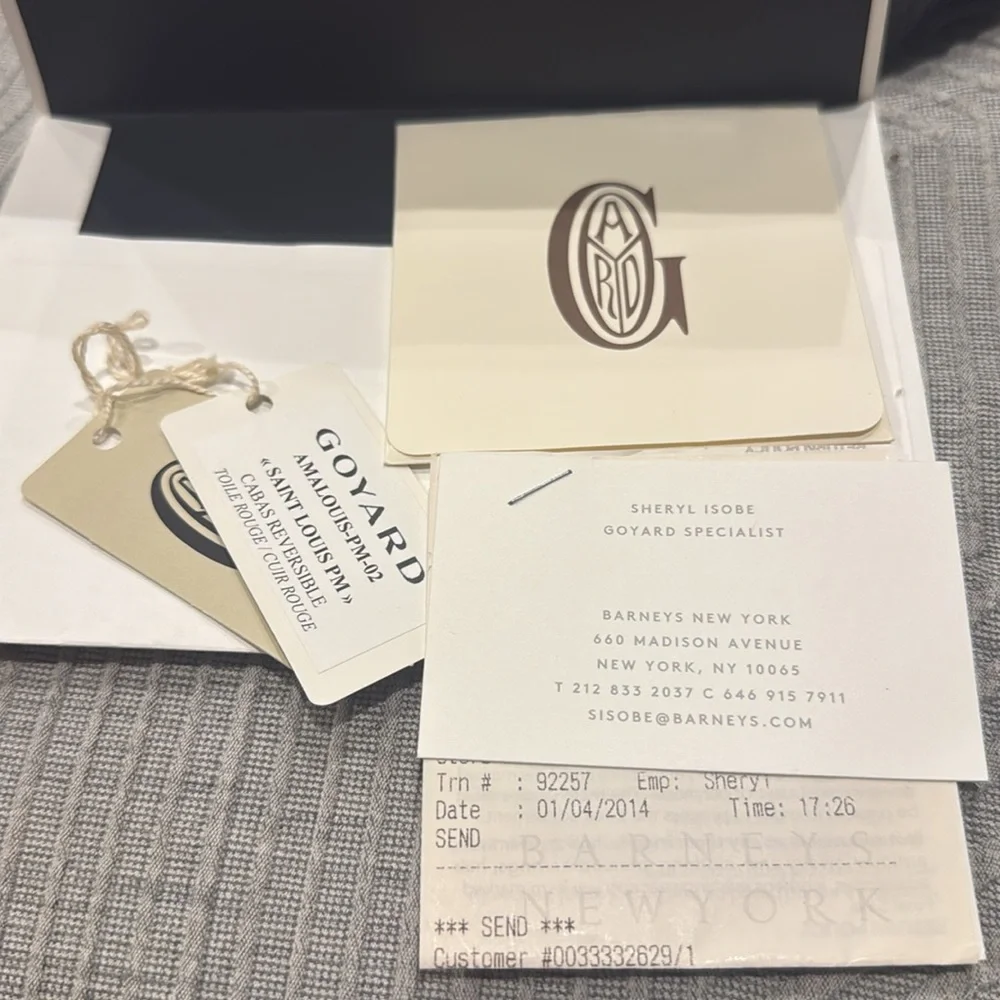 GOYARD
GOYARD
AMALOUIS-PM-02
« SAINT LOUIS PM »
CABAS REVERSIBLE
TOILE ROUGE / CUIR ROUGE
SHERYL ISOBE
GOYARD SPECIALIST
BARNEYS NEW YORK
660 MADISON AVENUE
NEW YORK, NY 10065
T 212 833 2037 C 646 915 7911
SISOBE@BARNEYS.COM
Trn # : 92257 Emp: Sheryl
Date : 01/04/2014 Time: 17:26
SEND
BARNEYS
NEW YORK
*** SEND ***
Customer #0033332629/1